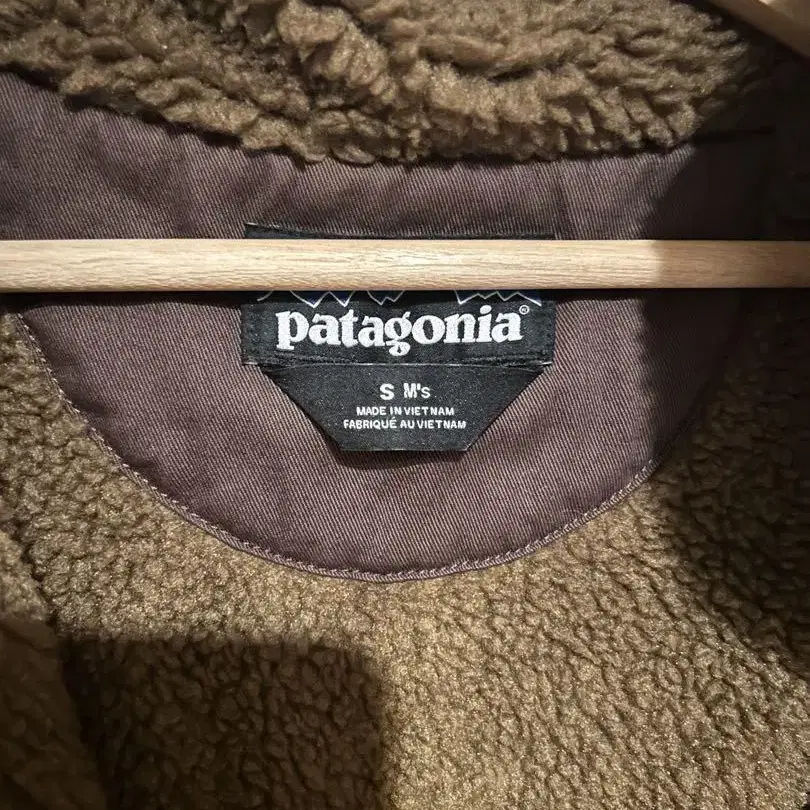 patagonia®
S M's
MADE IN VIETNAM
FABRIQUÉ AU VIETNAM